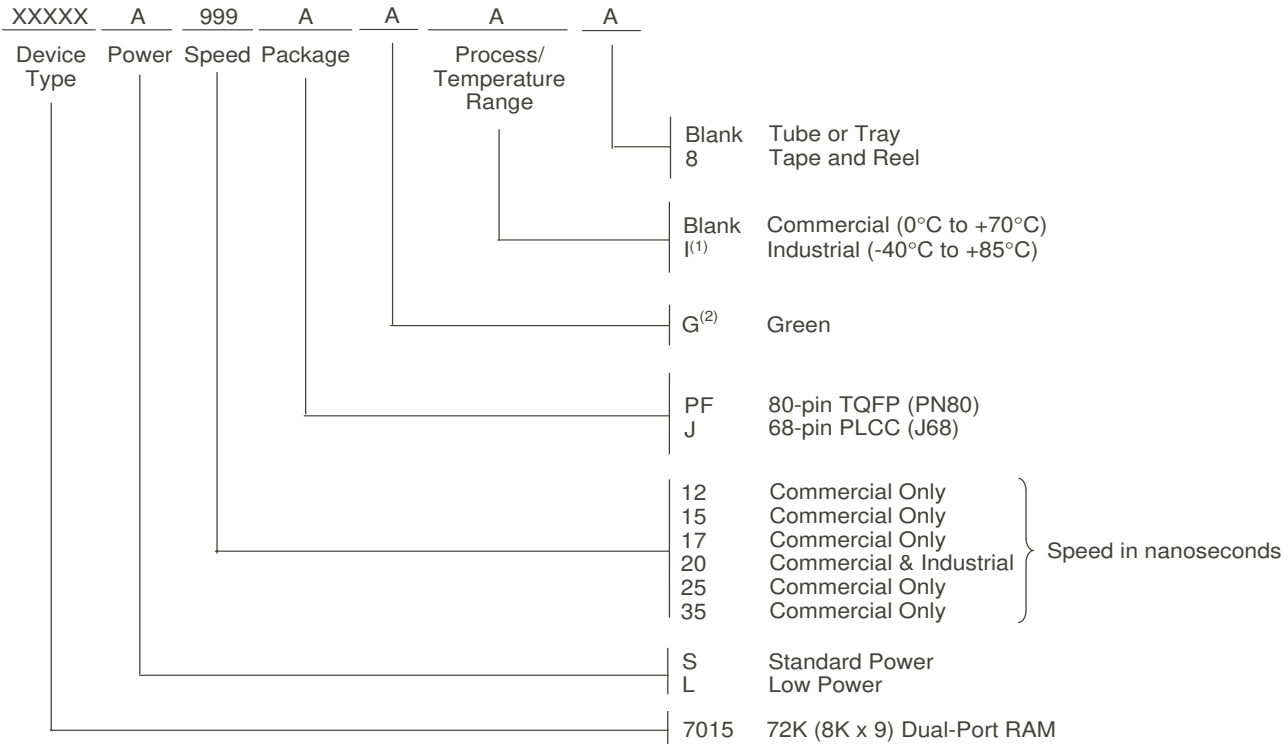 XXXXX A 999 A A A A
Device Type Power Speed Package Process/ Temperature Range
Blank Tube or Tray
8 Tape and Reel
Blank Commercial (0°C to +70°C)
I(1) Industrial (-40°C to +85°C)
G(2) Green
PF 80-pin TQFP (PN80)
J 68-pin PLCC (J68)
12 Commercial Only
15 Commercial Only
17 Commercial Only
20 Commercial & Industrial
25 Commercial Only
35 Commercial Only
Speed in nanoseconds
S Standard Power
L Low Power
7015 72K (8K x 9) Dual-Port RAM